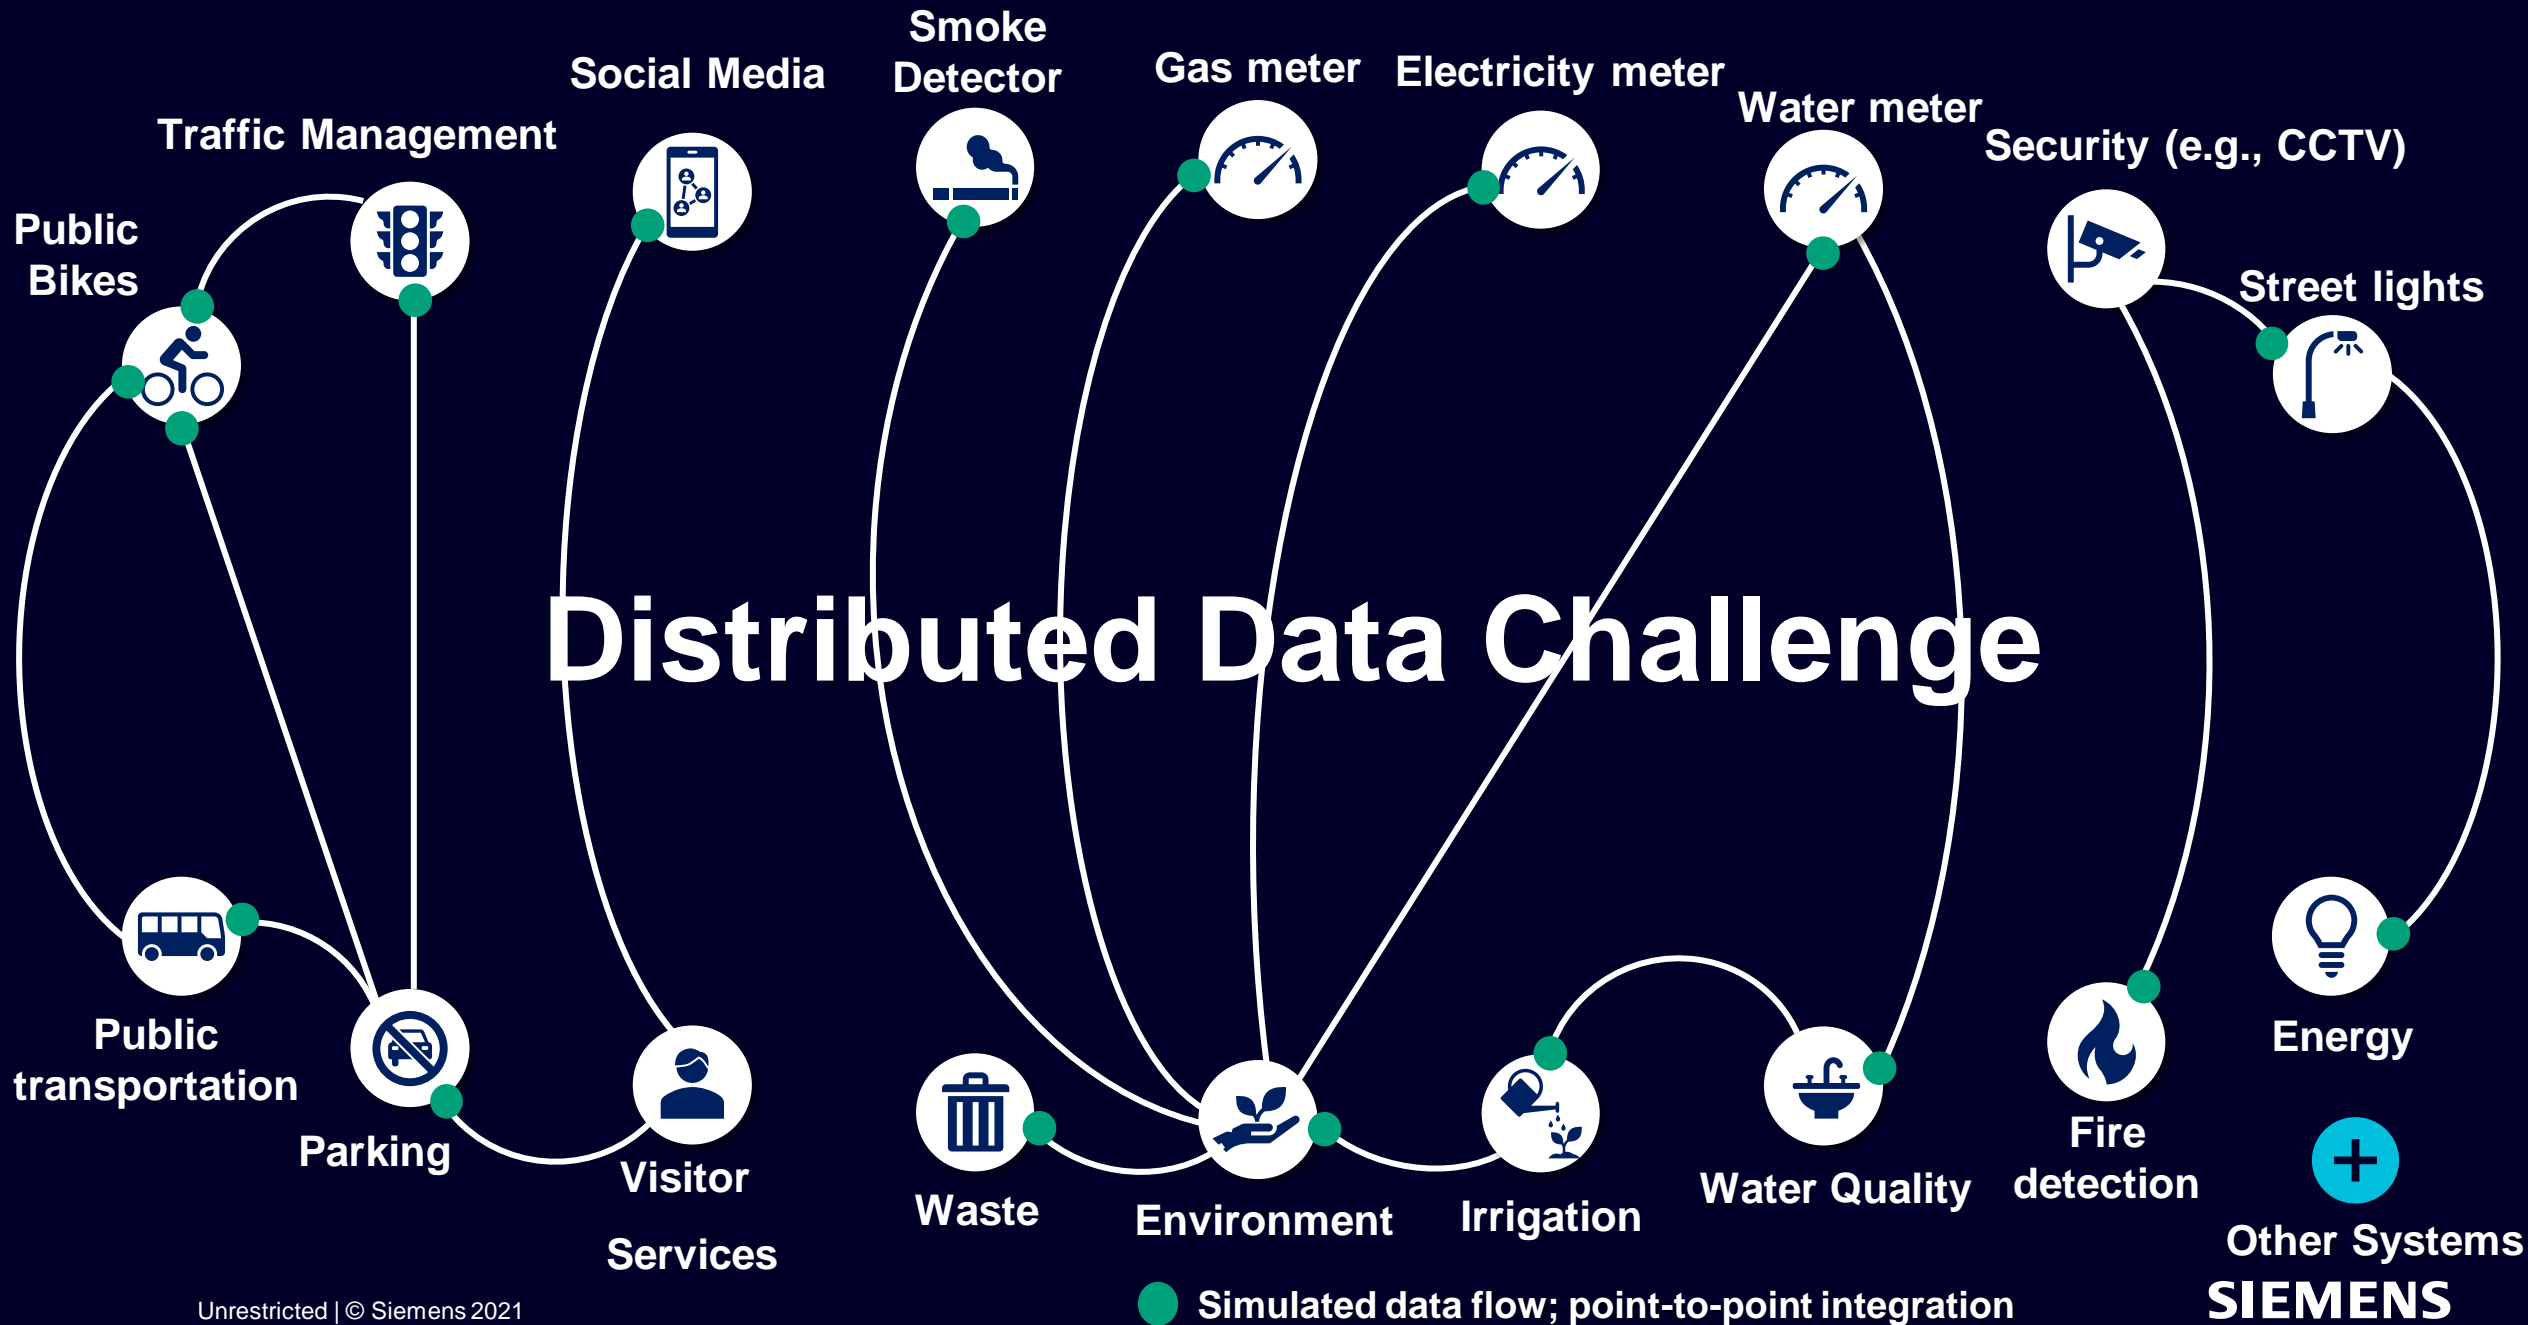 Smoke
Detector
Social Media
Gas meter
Electricity meter
Water meter
Traffic Management
Security (e.g., CCTV)
Public
Bikes
Street lights
Distributed Data Challenge
Public
transportation
Parking
Visitor
Services
Waste
Environment
Irrigation
Water Quality
Fire
detection
Energy
Other Systems
Simulated data flow; point-to-point integration
SIEMENS
Unrestricted | © Siemens 2021